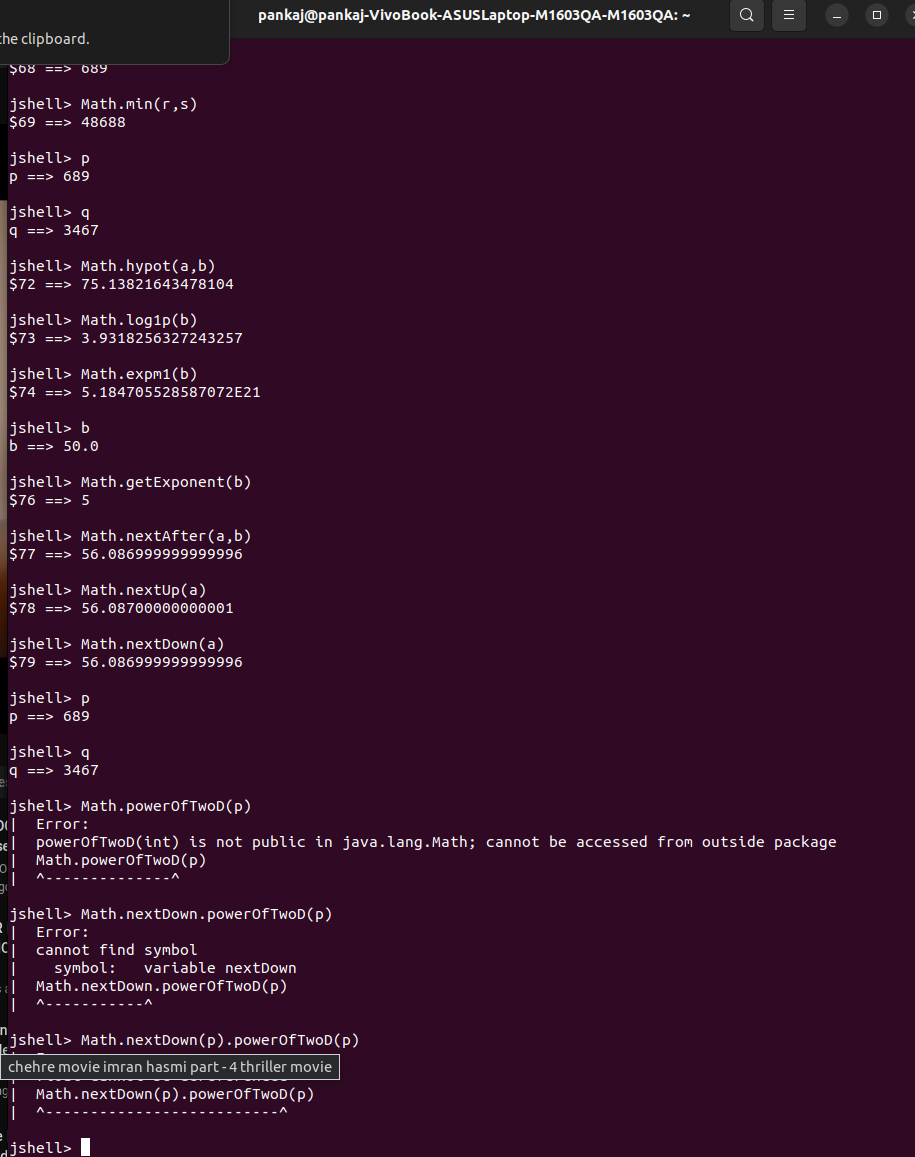 pankaj@pankaj-VivoBook-ASUSLaptop-M1603QA-M1603QA: ~
the clipboard.
$68 ==> 689
jshell> Math.min(r,s)
$69 ==> 48688
jshell> p
p ==> 689
jshell> q
q ==> 3467
jshell> Math.hypot(a,b)
$72 ==> 75.13821643478104
jshell> Math.log1p(b)
$73 ==> 3.9318256327243257
jshell> Math.expm1(b)
$74 ==> 5.184705528587072E21
jshell> b
b ==> 50.0
jshell> Math.getExponent(b)
$76 ==> 5
jshell> Math.nextAfter(a,b)
$77 ==> 56.086999999999996
jshell> Math.nextUp(a)
$78 ==> 56.08700000000001
jshell> Math.nextDown(a)
$79 ==> 56.086999999999996
jshell> p
p ==> 689
jshell> q
q ==> 3467
jshell> Math.powerOfTwoD(p)
|  Error:
|  powerOfTwoD(int) is not public in java.lang.Math; cannot be accessed from outside package
|  Math.powerOfTwoD(p)
|  ^--------------^
jshell> Math.nextDown.powerOfTwoD(p)
|  Error:
|  cannot find symbol
|    symbol:   variable nextDown
|  Math.nextDown.powerOfTwoD(p)
|  ^-----------^
jshell> Math.nextDown(p).powerOfTwoD(p)
chehre movie imran hasmi part - 4 thriller movie
|  Math.nextDown(p).powerOfTwoD(p)
|  ^--------------------------^
jshell>